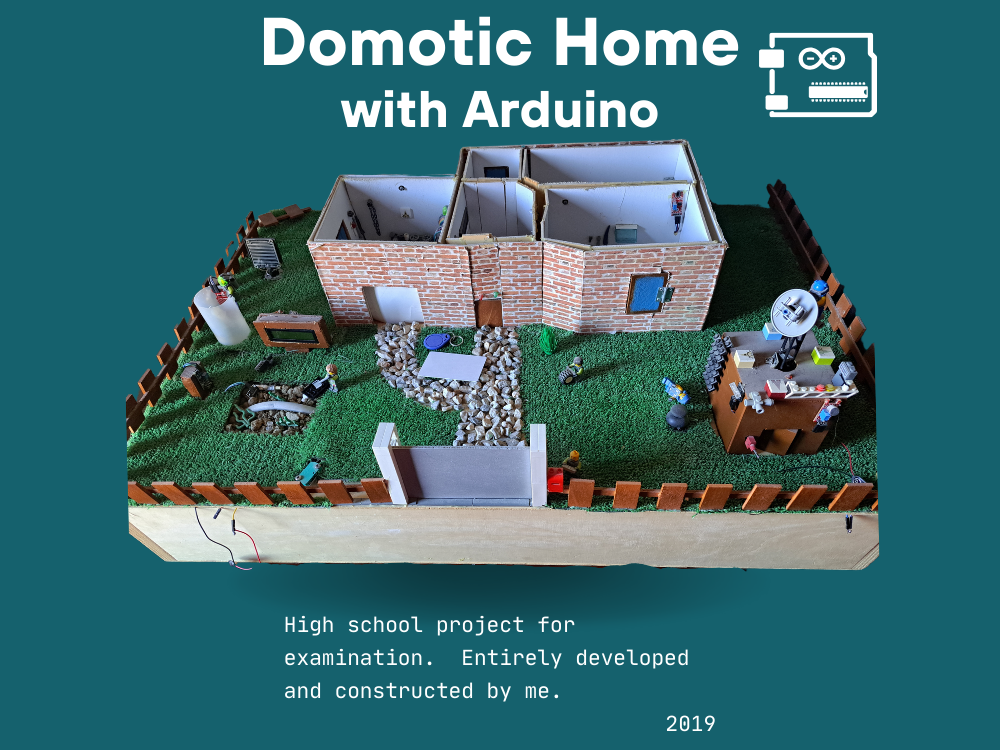 Domotic Home
with Arduino
High school project for
examination.  Entirely developed
and constructed by me.
2019